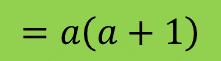 = a(a + 1)